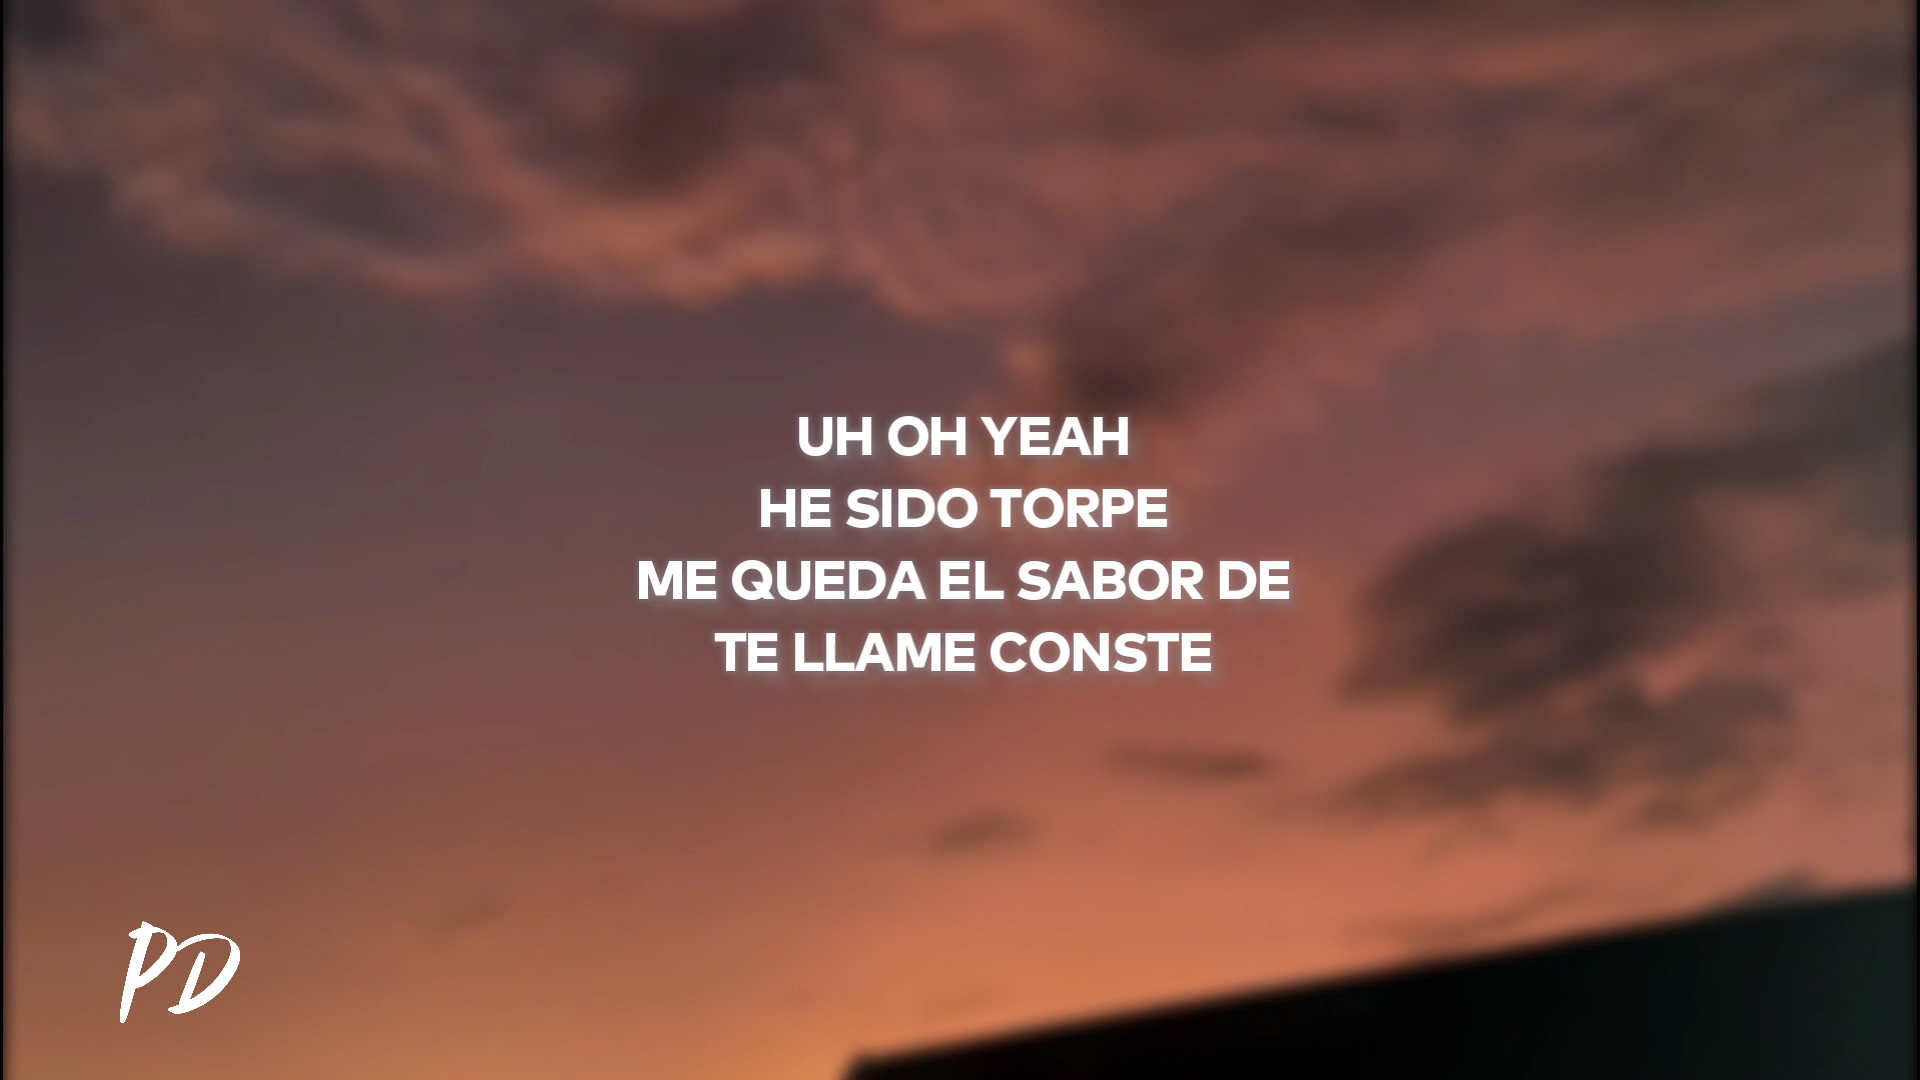 UH OH YEAH
HE SIDO TORPE
ME QUEDA EL SABOR DE
TE LLAME CONSTE
PD